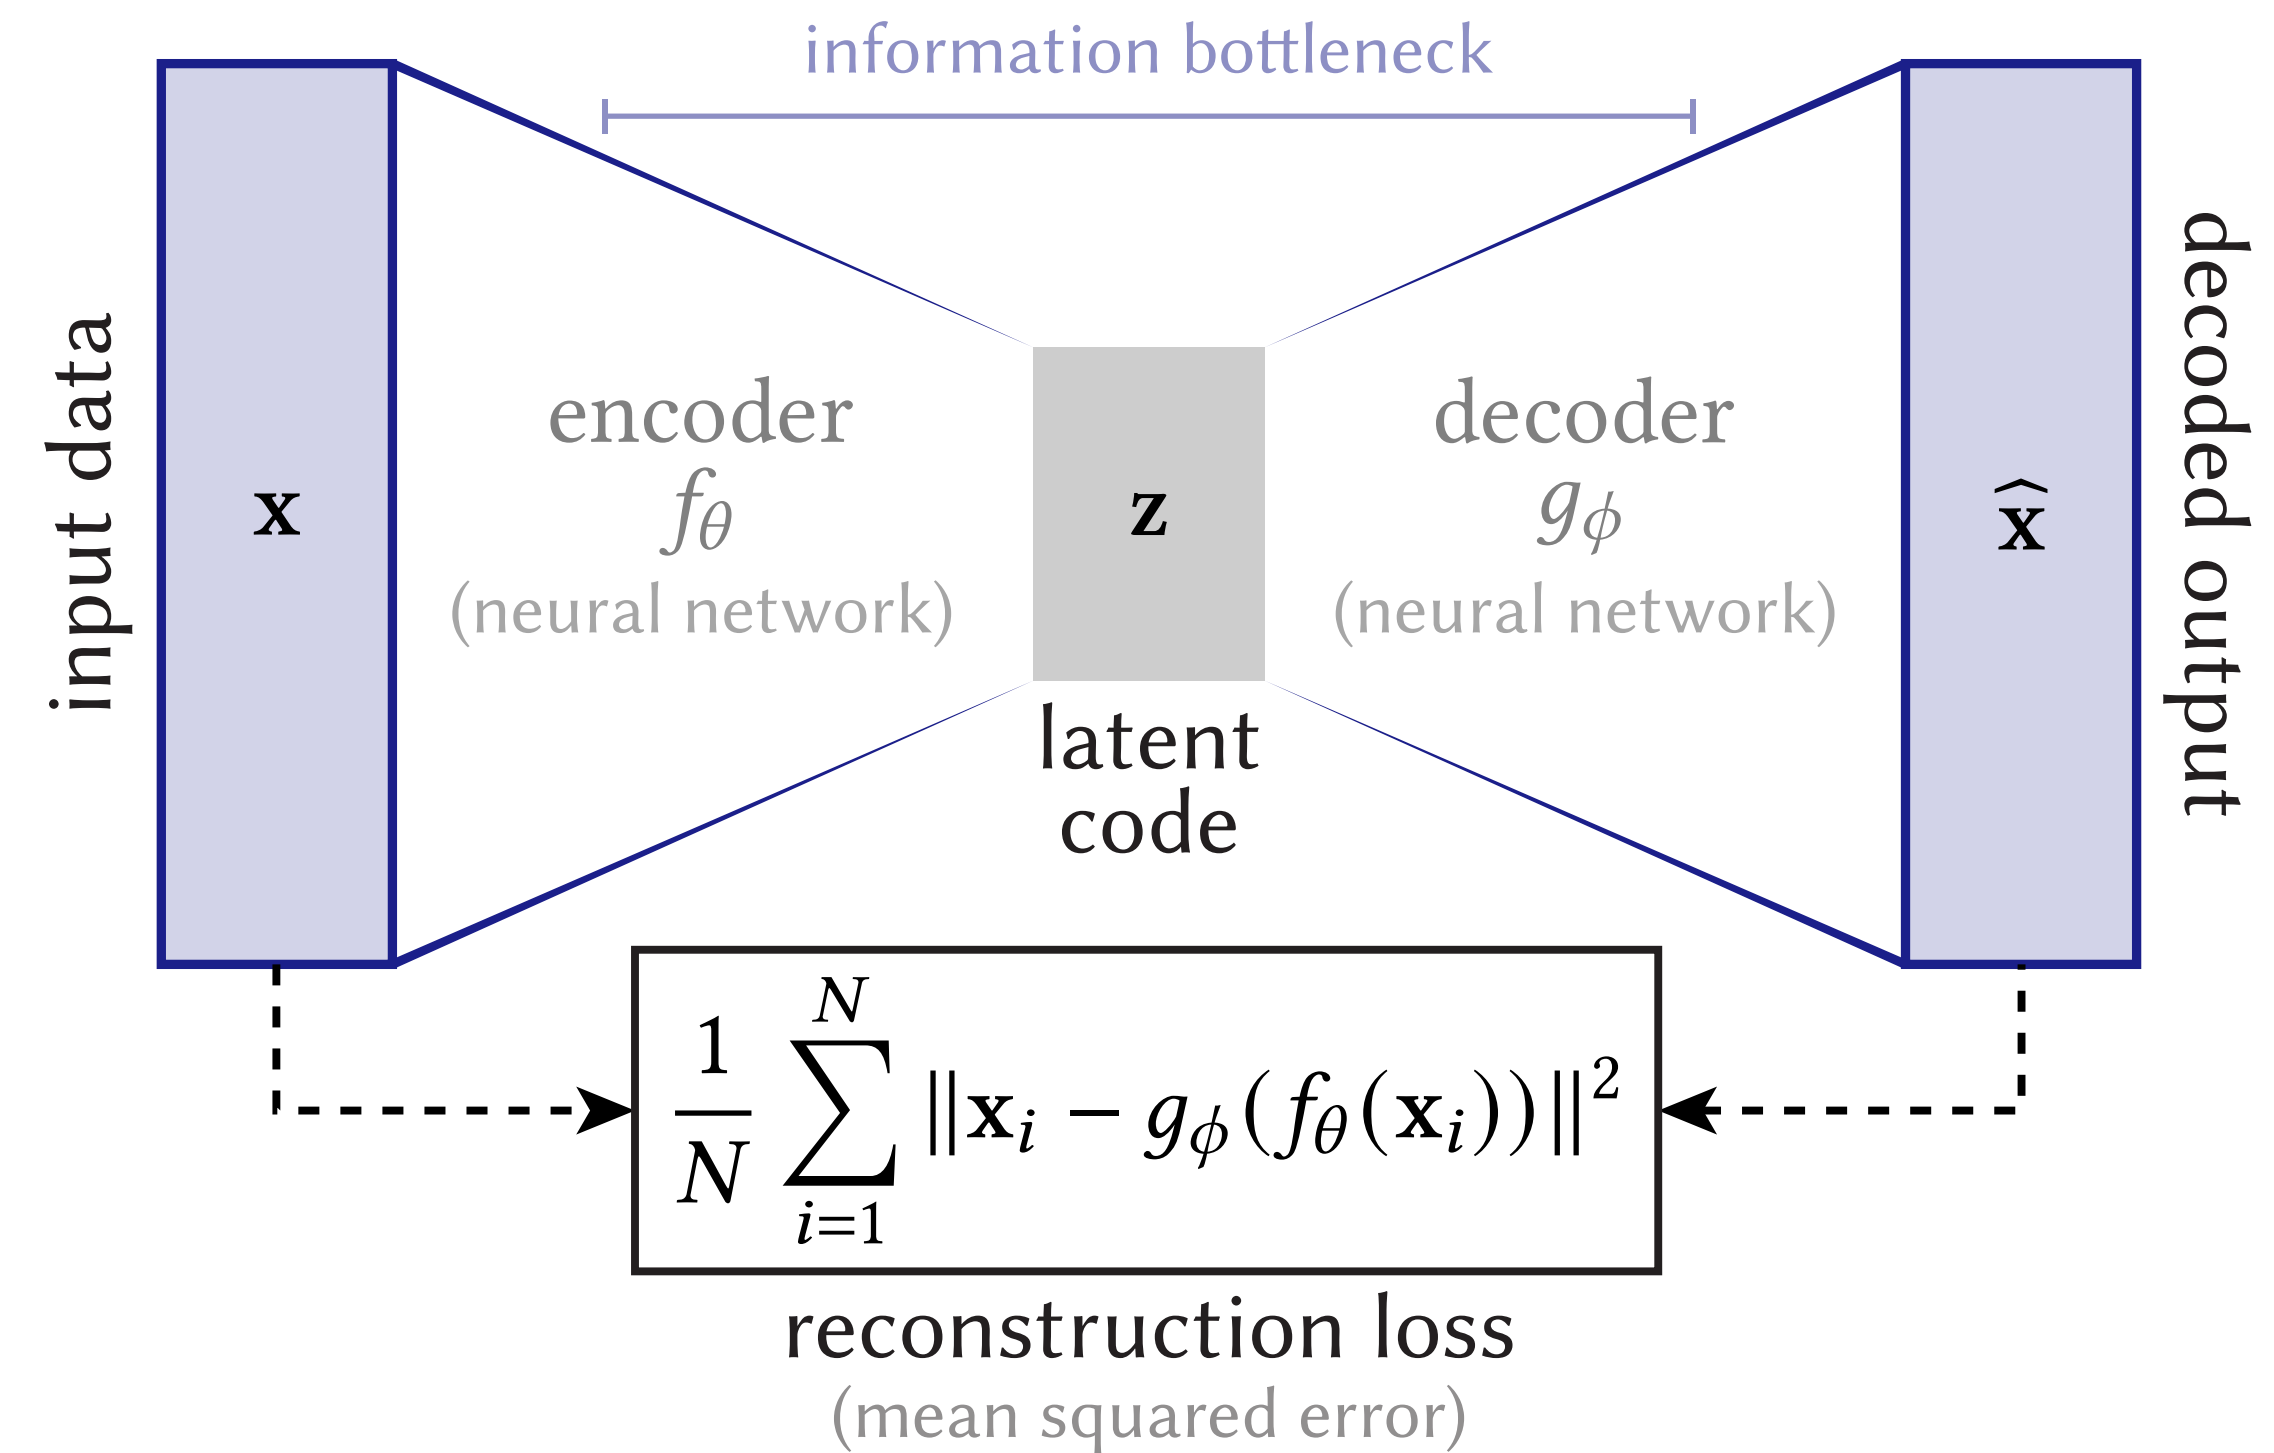 information bottleneck
input data
x
encoder
f_θ
(neural network)
z
latent
code
decoder
g_ϕ
(neural network)
x̂
decoded output
1/N ∑_{i=1}^{N} ‖x_i − g_ϕ(f_θ(x_i))‖²
reconstruction loss
(mean squared error)